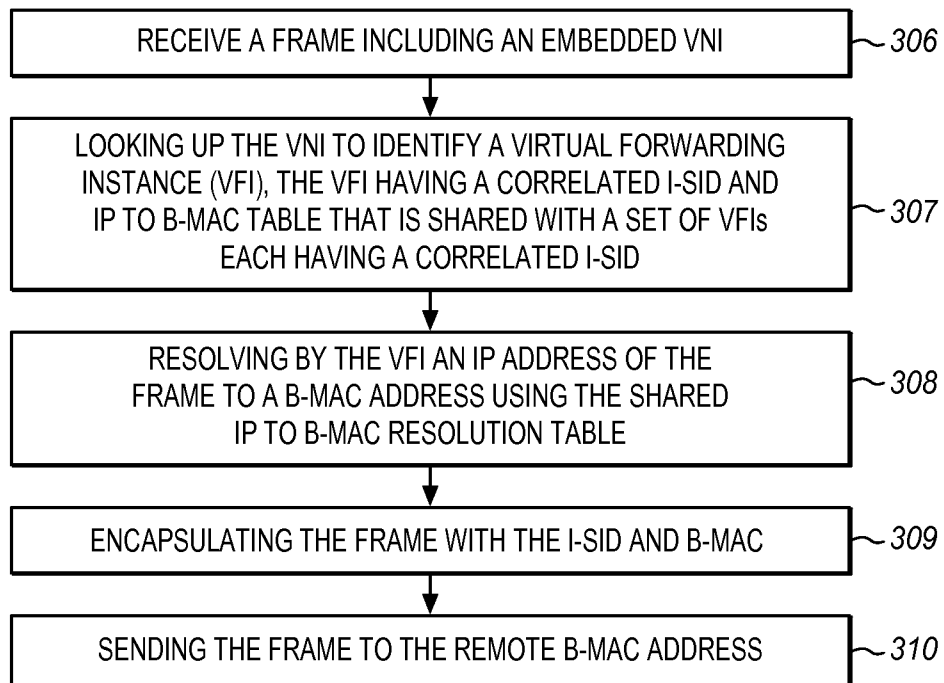 RECEIVE A FRAME INCLUDING AN EMBEDDED VNI
306
LOOKING UP THE VNI TO IDENTIFY A VIRTUAL FORWARDING
INSTANCE (VFI), THE VFI HAVING A CORRELATED I-SID AND
IP TO B-MAC TABLE THAT IS SHARED WITH A SET OF VFIs
EACH HAVING A CORRELATED I-SID
307
RESOLVING BY THE VFI AN IP ADDRESS OF THE
FRAME TO A B-MAC ADDRESS USING THE SHARED
IP TO B-MAC RESOLUTION TABLE
308
ENCAPSULATING THE FRAME WITH THE I-SID AND B-MAC
309
SENDING THE FRAME TO THE REMOTE B-MAC ADDRESS
310